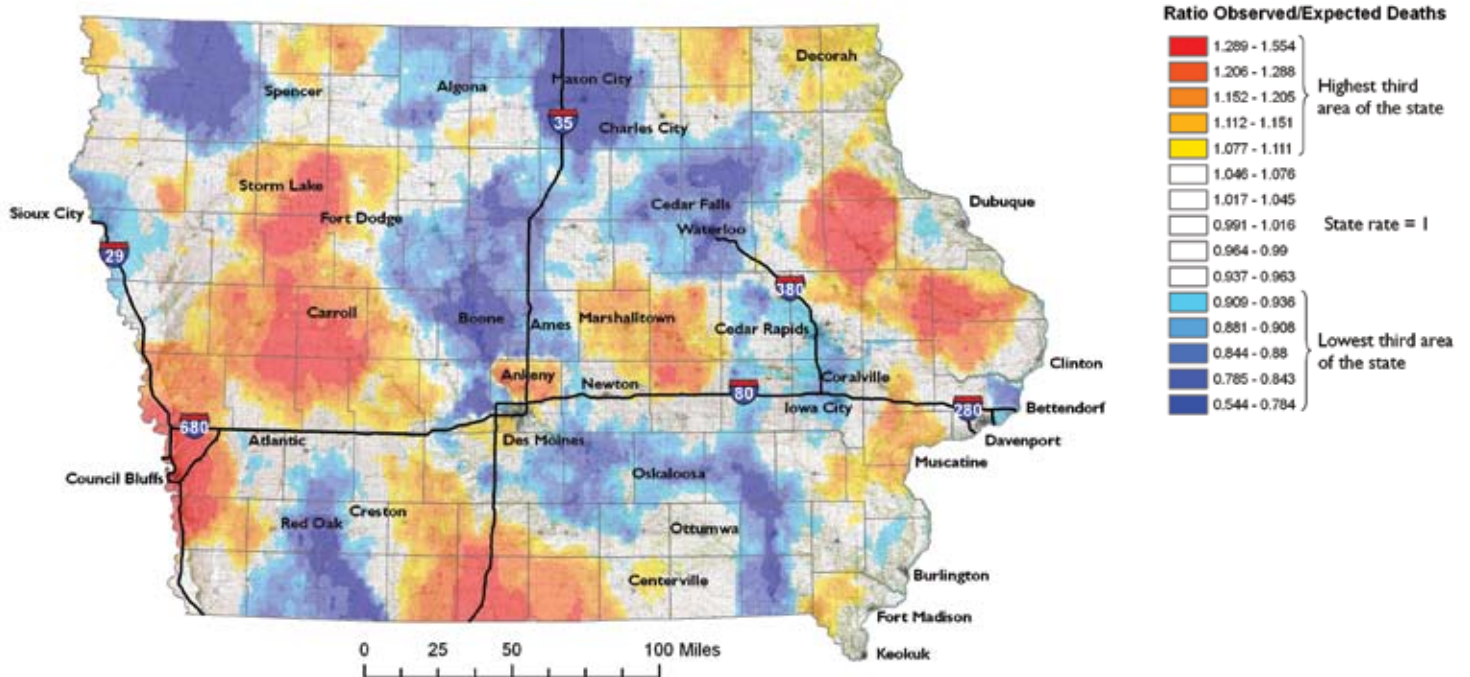 Decorah
Mason City
Algona
Spencer
35
Charles City
Storm Lake
Cedar Falls
Dubuque
Sioux City
Fort Dodge
Waterloo
29
380
Carroll
Boone
Ames
Marshalltown
Cedar Rapids
Clinton
Ankeny
Newton
Coralville
80
Iowa City
280
Bettendorf
680
Atlantic
Des Moines
Davenport
Muscatine
Council Bluffs
Oskaloosa
Red Oak
Creston
Ottumwa
Centerville
Burlington
Fort Madison
Keokuk
0 25 50 100 Miles
Ratio Observed/Expected Deaths
1.289 - 1.554
1.206 - 1.288
1.152 - 1.205
1.112 - 1.151
1.077 - 1.111
Highest third
area of the state
1.046 - 1.076
1.017 - 1.045
0.991 - 1.016
0.964 - 0.99
0.937 - 0.963
State rate = 1
0.909 - 0.936
0.881 - 0.908
0.844 - 0.88
0.785 - 0.843
0.544 - 0.784
Lowest third area
of the state